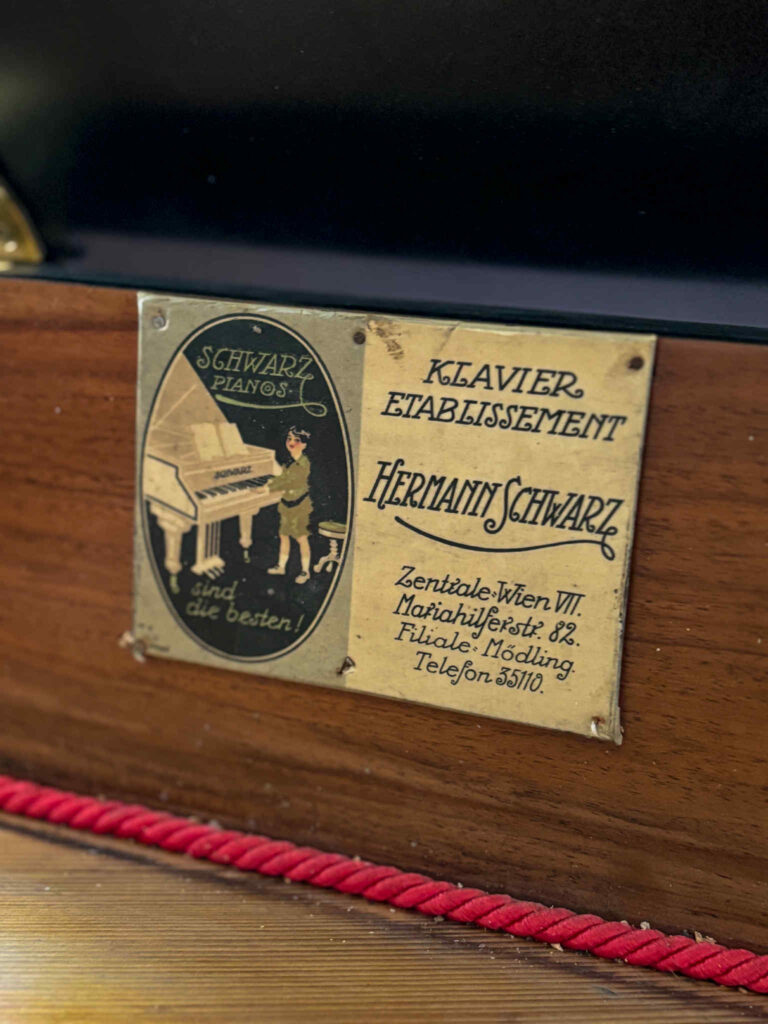 SCHWARZ
PIANOS
SCHWARZ
sind
die besten!
KLAVIER
ETABLISSEMENT
HERMANN SCHWARZ
Zentrale: Wien VII.
Mariahilferstr. 82.
Filiale: Mödling.
Telefon 35110.